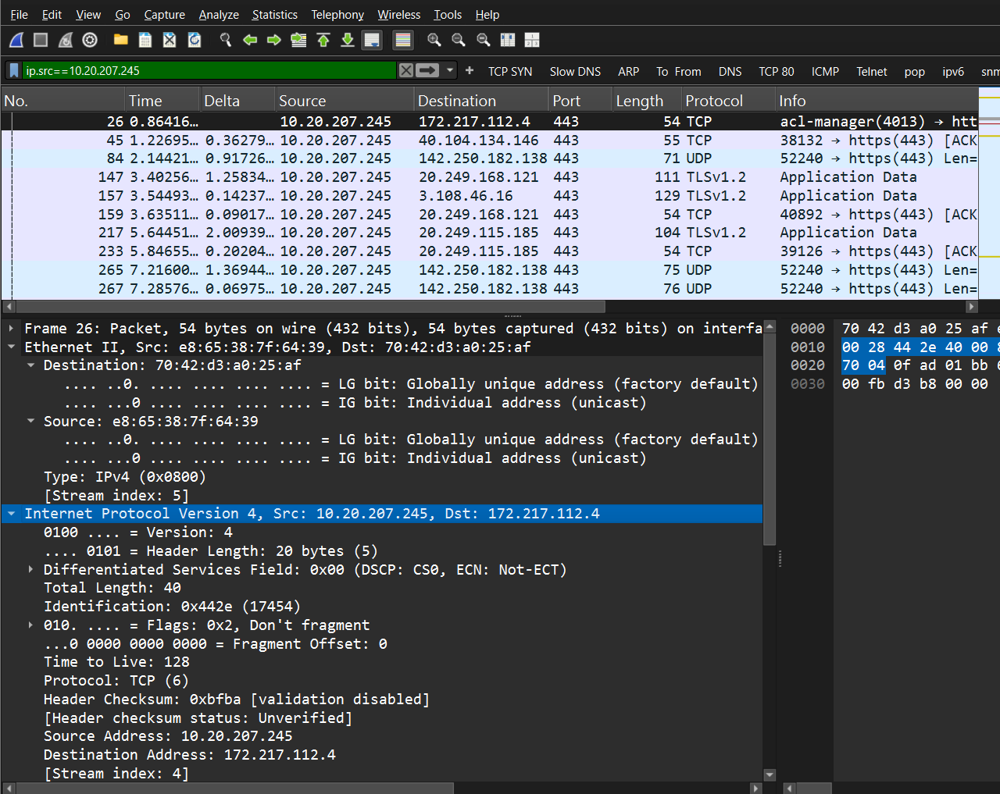 File Edit View Go Capture Analyze Statistics Telephony Wireless Tools Help
ip.src==10.20.207.245 + TCP SYN Slow DNS ARP To From DNS TCP 80 ICMP Telnet pop ipv6 snm
No. Time Delta Source Destination Port Length Protocol Info
26 0.86416… 10.20.207.245 172.217.112.4 443 54 TCP acl-manager(4013) → htt
45 1.22695… 0.36279… 10.20.207.245 40.104.134.146 443 55 TCP 38132 → https(443) [ACK
84 2.14421… 0.91726… 10.20.207.245 142.250.182.138 443 71 UDP 52240 → https(443) Len=
147 3.40256… 1.25834… 10.20.207.245 20.249.168.121 443 111 TLSv1.2 Application Data
157 3.54493… 0.14237… 10.20.207.245 3.108.46.16 443 129 TLSv1.2 Application Data
159 3.63511… 0.09017… 10.20.207.245 20.249.168.121 443 54 TCP 40892 → https(443) [ACK
217 5.64451… 2.00939… 10.20.207.245 20.249.115.185 443 104 TLSv1.2 Application Data
233 5.84655… 0.20204… 10.20.207.245 20.249.115.185 443 54 TCP 39126 → https(443) [ACK
265 7.21600… 1.36944… 10.20.207.245 142.250.182.138 443 75 UDP 52240 → https(443) Len=
267 7.28576… 0.06975… 10.20.207.245 142.250.182.138 443 76 UDP 52240 → https(443) Len=
Frame 26: Packet, 54 bytes on wire (432 bits), 54 bytes captured (432 bits) on interfa
Ethernet II, Src: e8:65:38:7f:64:39, Dst: 70:42:d3:a0:25:af
Destination: 70:42:d3:a0:25:af
.... ..0. .... .... .... .... = LG bit: Globally unique address (factory default)
.... ...0 .... .... .... .... = IG bit: Individual address (unicast)
Source: e8:65:38:7f:64:39
.... ..0. .... .... .... .... = LG bit: Globally unique address (factory default)
.... ...0 .... .... .... .... = IG bit: Individual address (unicast)
Type: IPv4 (0x0800)
[Stream index: 5]
Internet Protocol Version 4, Src: 10.20.207.245, Dst: 172.217.112.4
0100 .... = Version: 4
.... 0101 = Header Length: 20 bytes (5)
Differentiated Services Field: 0x00 (DSCP: CS0, ECN: Not-ECT)
Total Length: 40
Identification: 0x442e (17454)
010. .... = Flags: 0x2, Don't fragment
...0 0000 0000 0000 = Fragment Offset: 0
Time to Live: 128
Protocol: TCP (6)
Header Checksum: 0xbfba [validation disabled]
[Header checksum status: Unverified]
Source Address: 10.20.207.245
Destination Address: 172.217.112.4
[Stream index: 4]
0000 70 42 d3 a0 25 af
0010 00 28 44 2e 40 00
0020 70 04 0f ad 01 bb
0030 00 fb d3 b8 00 00